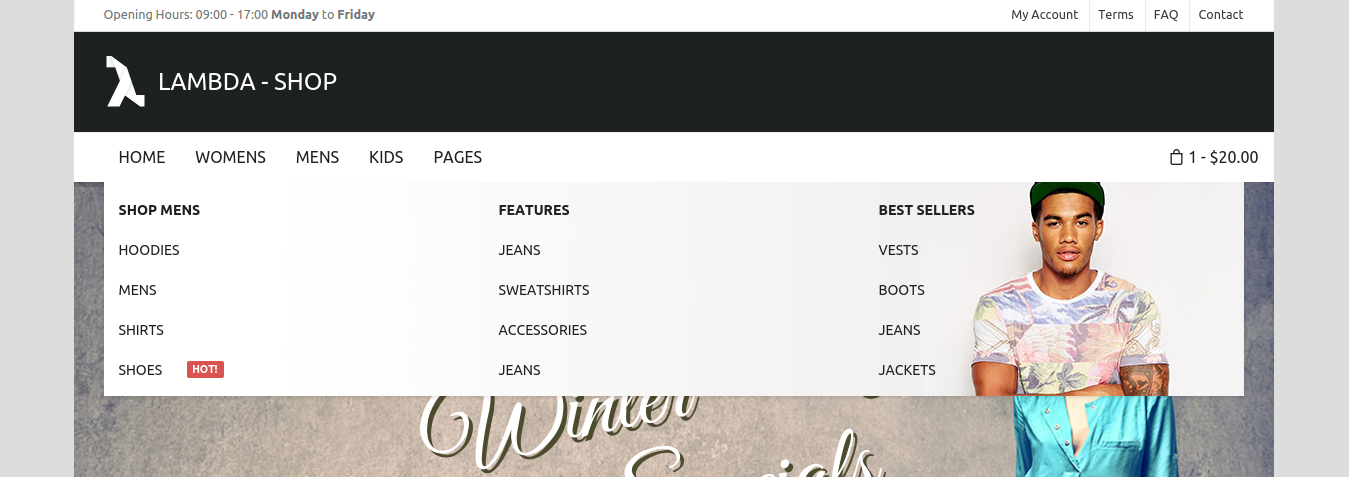 Opening Hours: 09:00 - 17:00 Monday to Friday
My Account Terms FAQ Contact
LAMBDA - SHOP
HOME WOMENS MENS KIDS PAGES
1 - $20.00
SHOP MENS
HOODIES
MENS
SHIRTS
SHOES HOT!
FEATURES
JEANS
SWEATSHIRTS
ACCESSORIES
JEANS
BEST SELLERS
VESTS
BOOTS
JEANS
JACKETS
Winter
Specials